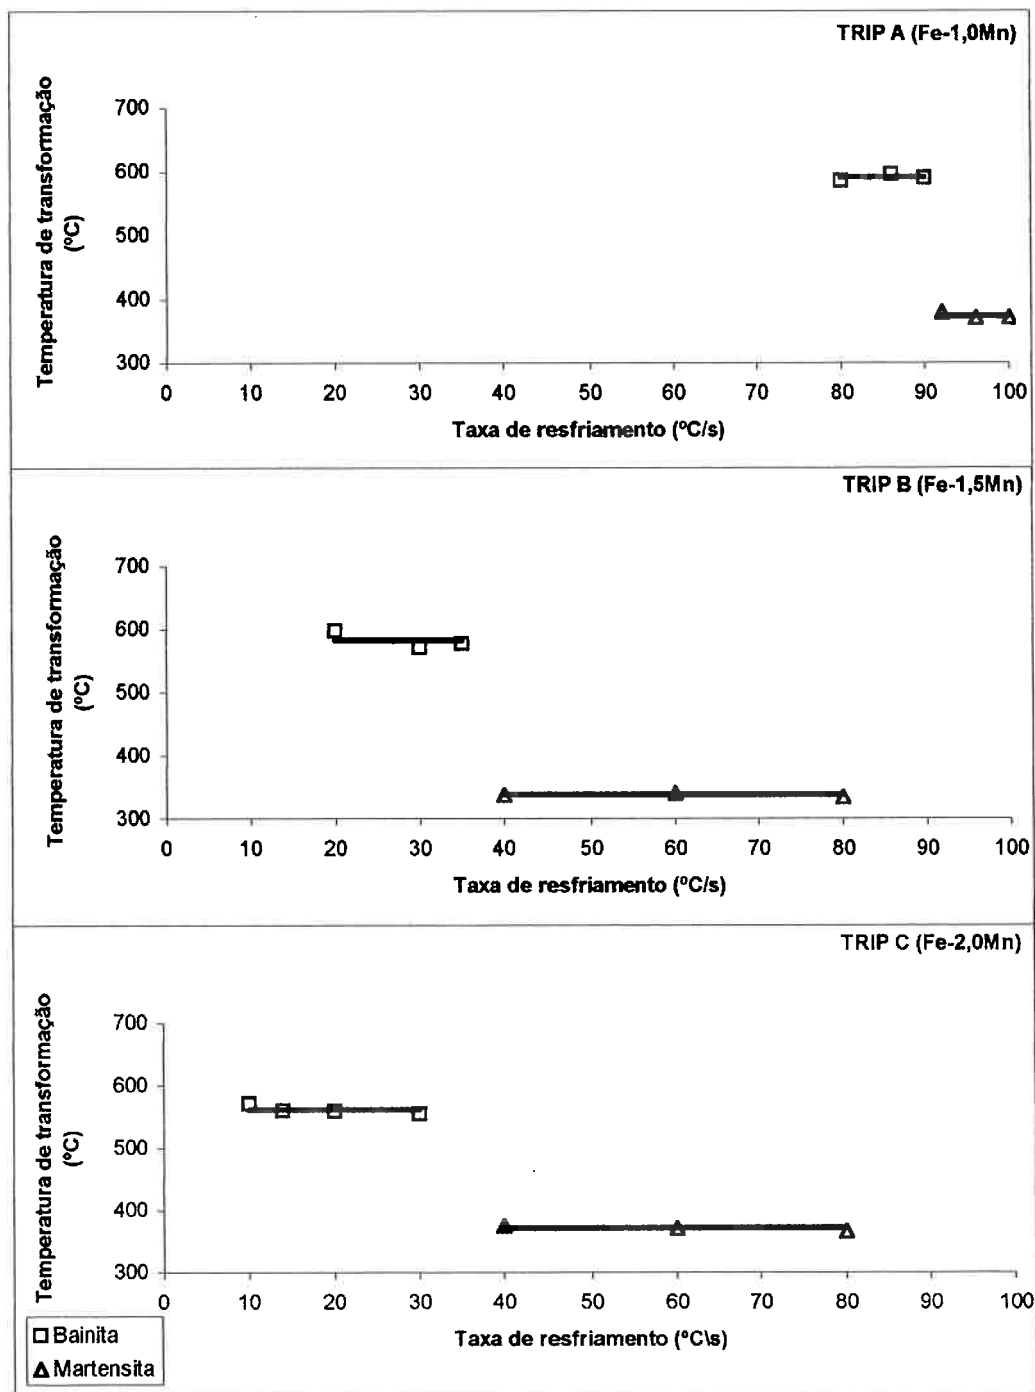 TRIP A (Fe-1,0Mn)
Temperatura de transformação
(ºC)
700
600
500
400
300
0 10 20 30 40 50 60 70 80 90 100
Taxa de resfriamento (ºC/s)
TRIP B (Fe-1,5Mn)
Temperatura de transformação
(ºC)
700
600
500
400
300
0 10 20 30 40 50 60 70 80 90 100
Taxa de resfriamento (ºC/s)
TRIP C (Fe-2,0Mn)
Temperatura de transformação
(ºC)
700
600
500
400
300
0 10 20 30 40 50 60 70 80 90 100
Taxa de resfriamento (ºC\s)
Bainita
Martensita